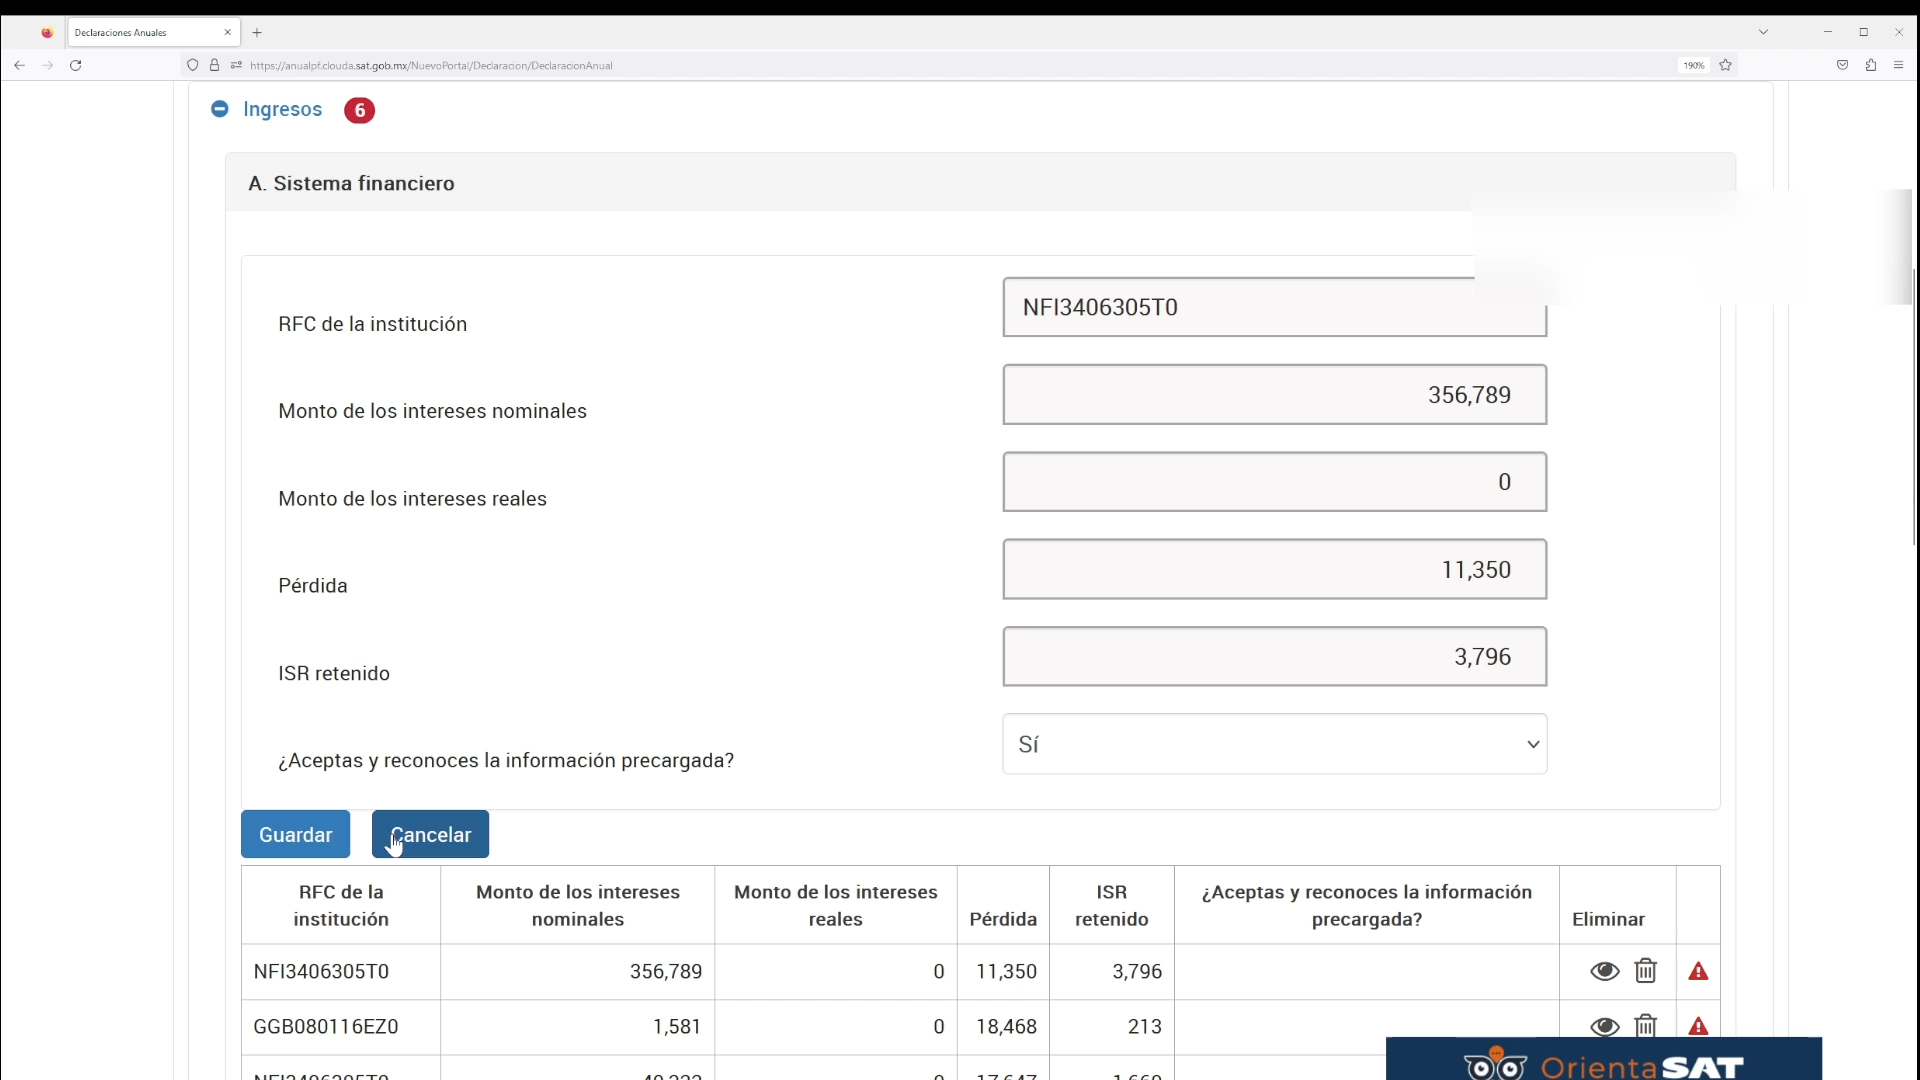 Declaraciones Anuales
https://anualpf.clouda.sat.gob.mx/NuevoPortal/Declaracion/DeclaracionAnual
190%
Ingresos 6
A. Sistema financiero
RFC de la institución NFI3406305T0
Monto de los intereses nominales 356,789
Monto de los intereses reales 0
Pérdida 11,350
ISR retenido 3,796
¿Aceptas y reconoces la información precargada? Sí
Guardar Cancelar
RFC de la institución Monto de los intereses nominales Monto de los intereses reales Pérdida ISR retenido ¿Aceptas y reconoces la información precargada? Eliminar
NFI3406305T0 356,789 0 11,350 3,796
GGB080116EZ0 1,581 0 18,468 213
OrientaSAT